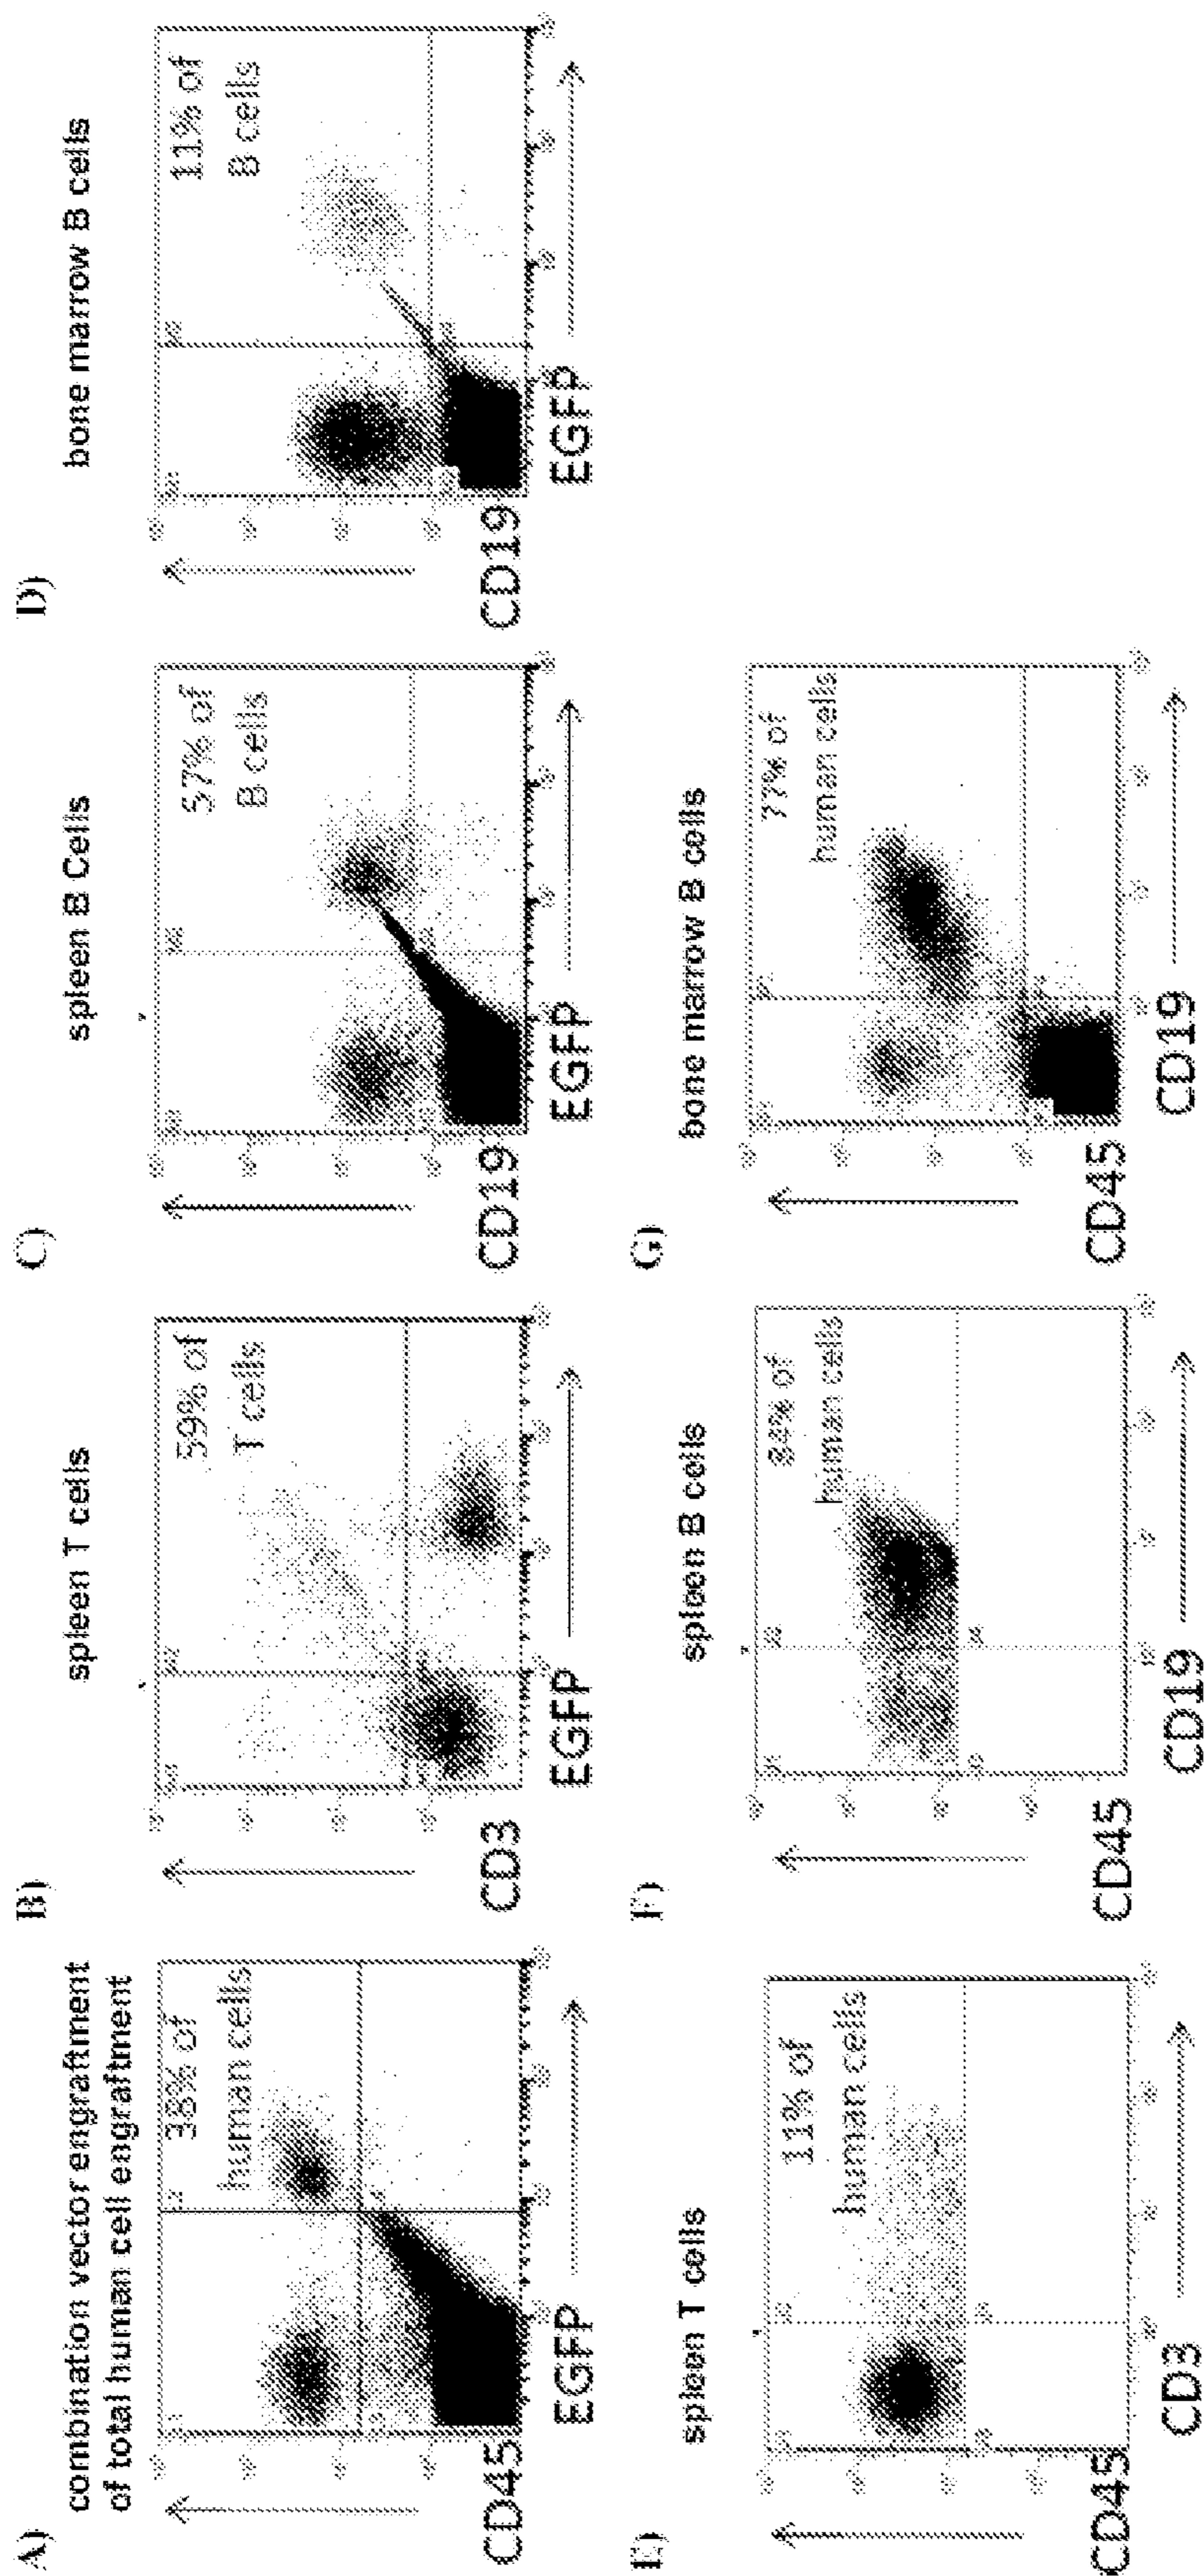 A)
combination vector engraftment
of total human cell engraftment
38% of
human cells
CD45
EGFP
B)
spleen T cells
59% of
T cells
CD3
EGFP
C)
spleen B Cells
57% of
B cells
CD19
EGFP
D)
bone marrow B cells
11% of
B cells
CD19
EGFP
E)
spleen T cells
11% of
human cells
CD45
CD3
F)
spleen B cells
84% of
human cells
CD45
CD19
G)
bone marrow B cells
77% of
human cells
CD45
CD19